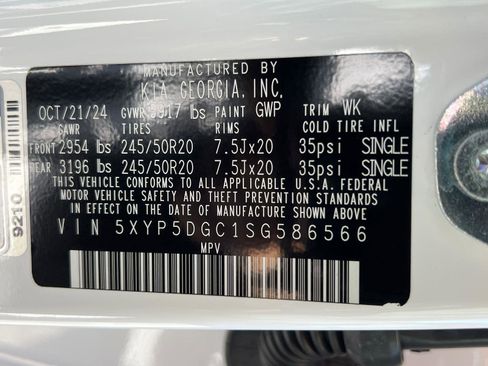 MANUFACTURED BY
KIA GEORGIA, INC.
OCT/21/24 GVWR 5917 lbs PAINT GWP TRIM WK
GAWR TIRES RIMS COLD TIRE INFL
FRONT 2954 lbs 245/50R20 7.5Jx20 35psi SINGLE
REAR 3196 lbs 245/50R20 7.5Jx20 35psi SINGLE
THIS VEHICLE CONFORMS TO ALL APPLICABLE U.S.A. FEDERAL
MOTOR VEHICLE SAFETY, BUMPER, AND THEFT PREVENTION STANDARDS
IN EFFECT ON THE DATE OF MANUFACTURE SHOWN ABOVE.
VIN 5XYP5DGC1SG586566
MPV
9210